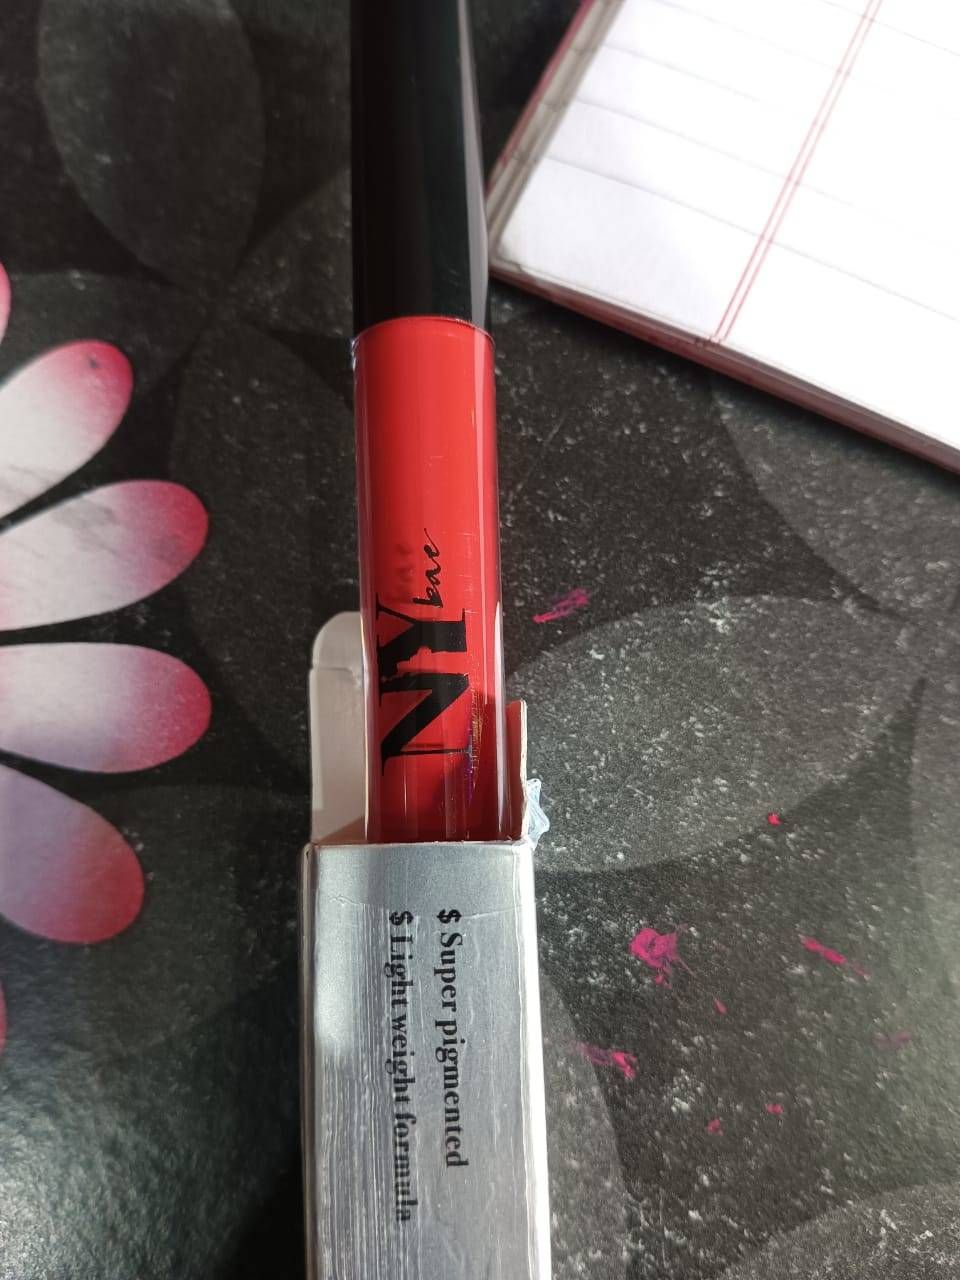 NY
bae
$ Super pigmented
$ Light weight formula